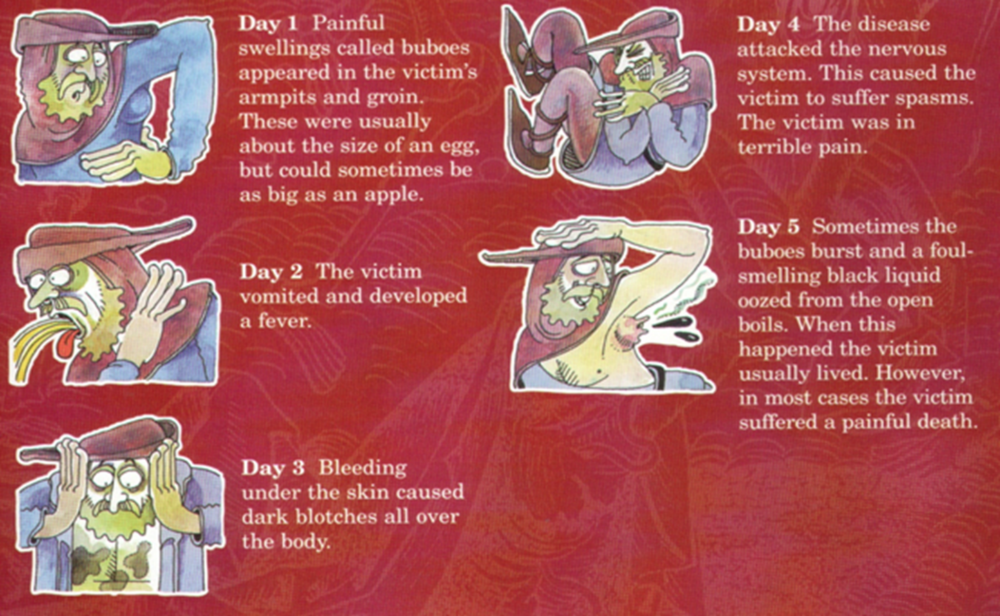 Day 1 Painful
swellings called buboes
appeared in the victim's
armpits and groin.
These were usually
about the size of an egg,
but could sometimes be
as big as an apple.
Day 2 The victim
vomited and developed
a fever.
Day 3 Bleeding
under the skin caused
dark blotches all over
the body.
Day 4 The disease
attacked the nervous
system. This caused the
victim to suffer spasms.
The victim was in
terrible pain.
Day 5 Sometimes the
buboes burst and a foul-
smelling black liquid
oozed from the open
boils. When this
happened the victim
usually lived. However,
in most cases the victim
suffered a painful death.